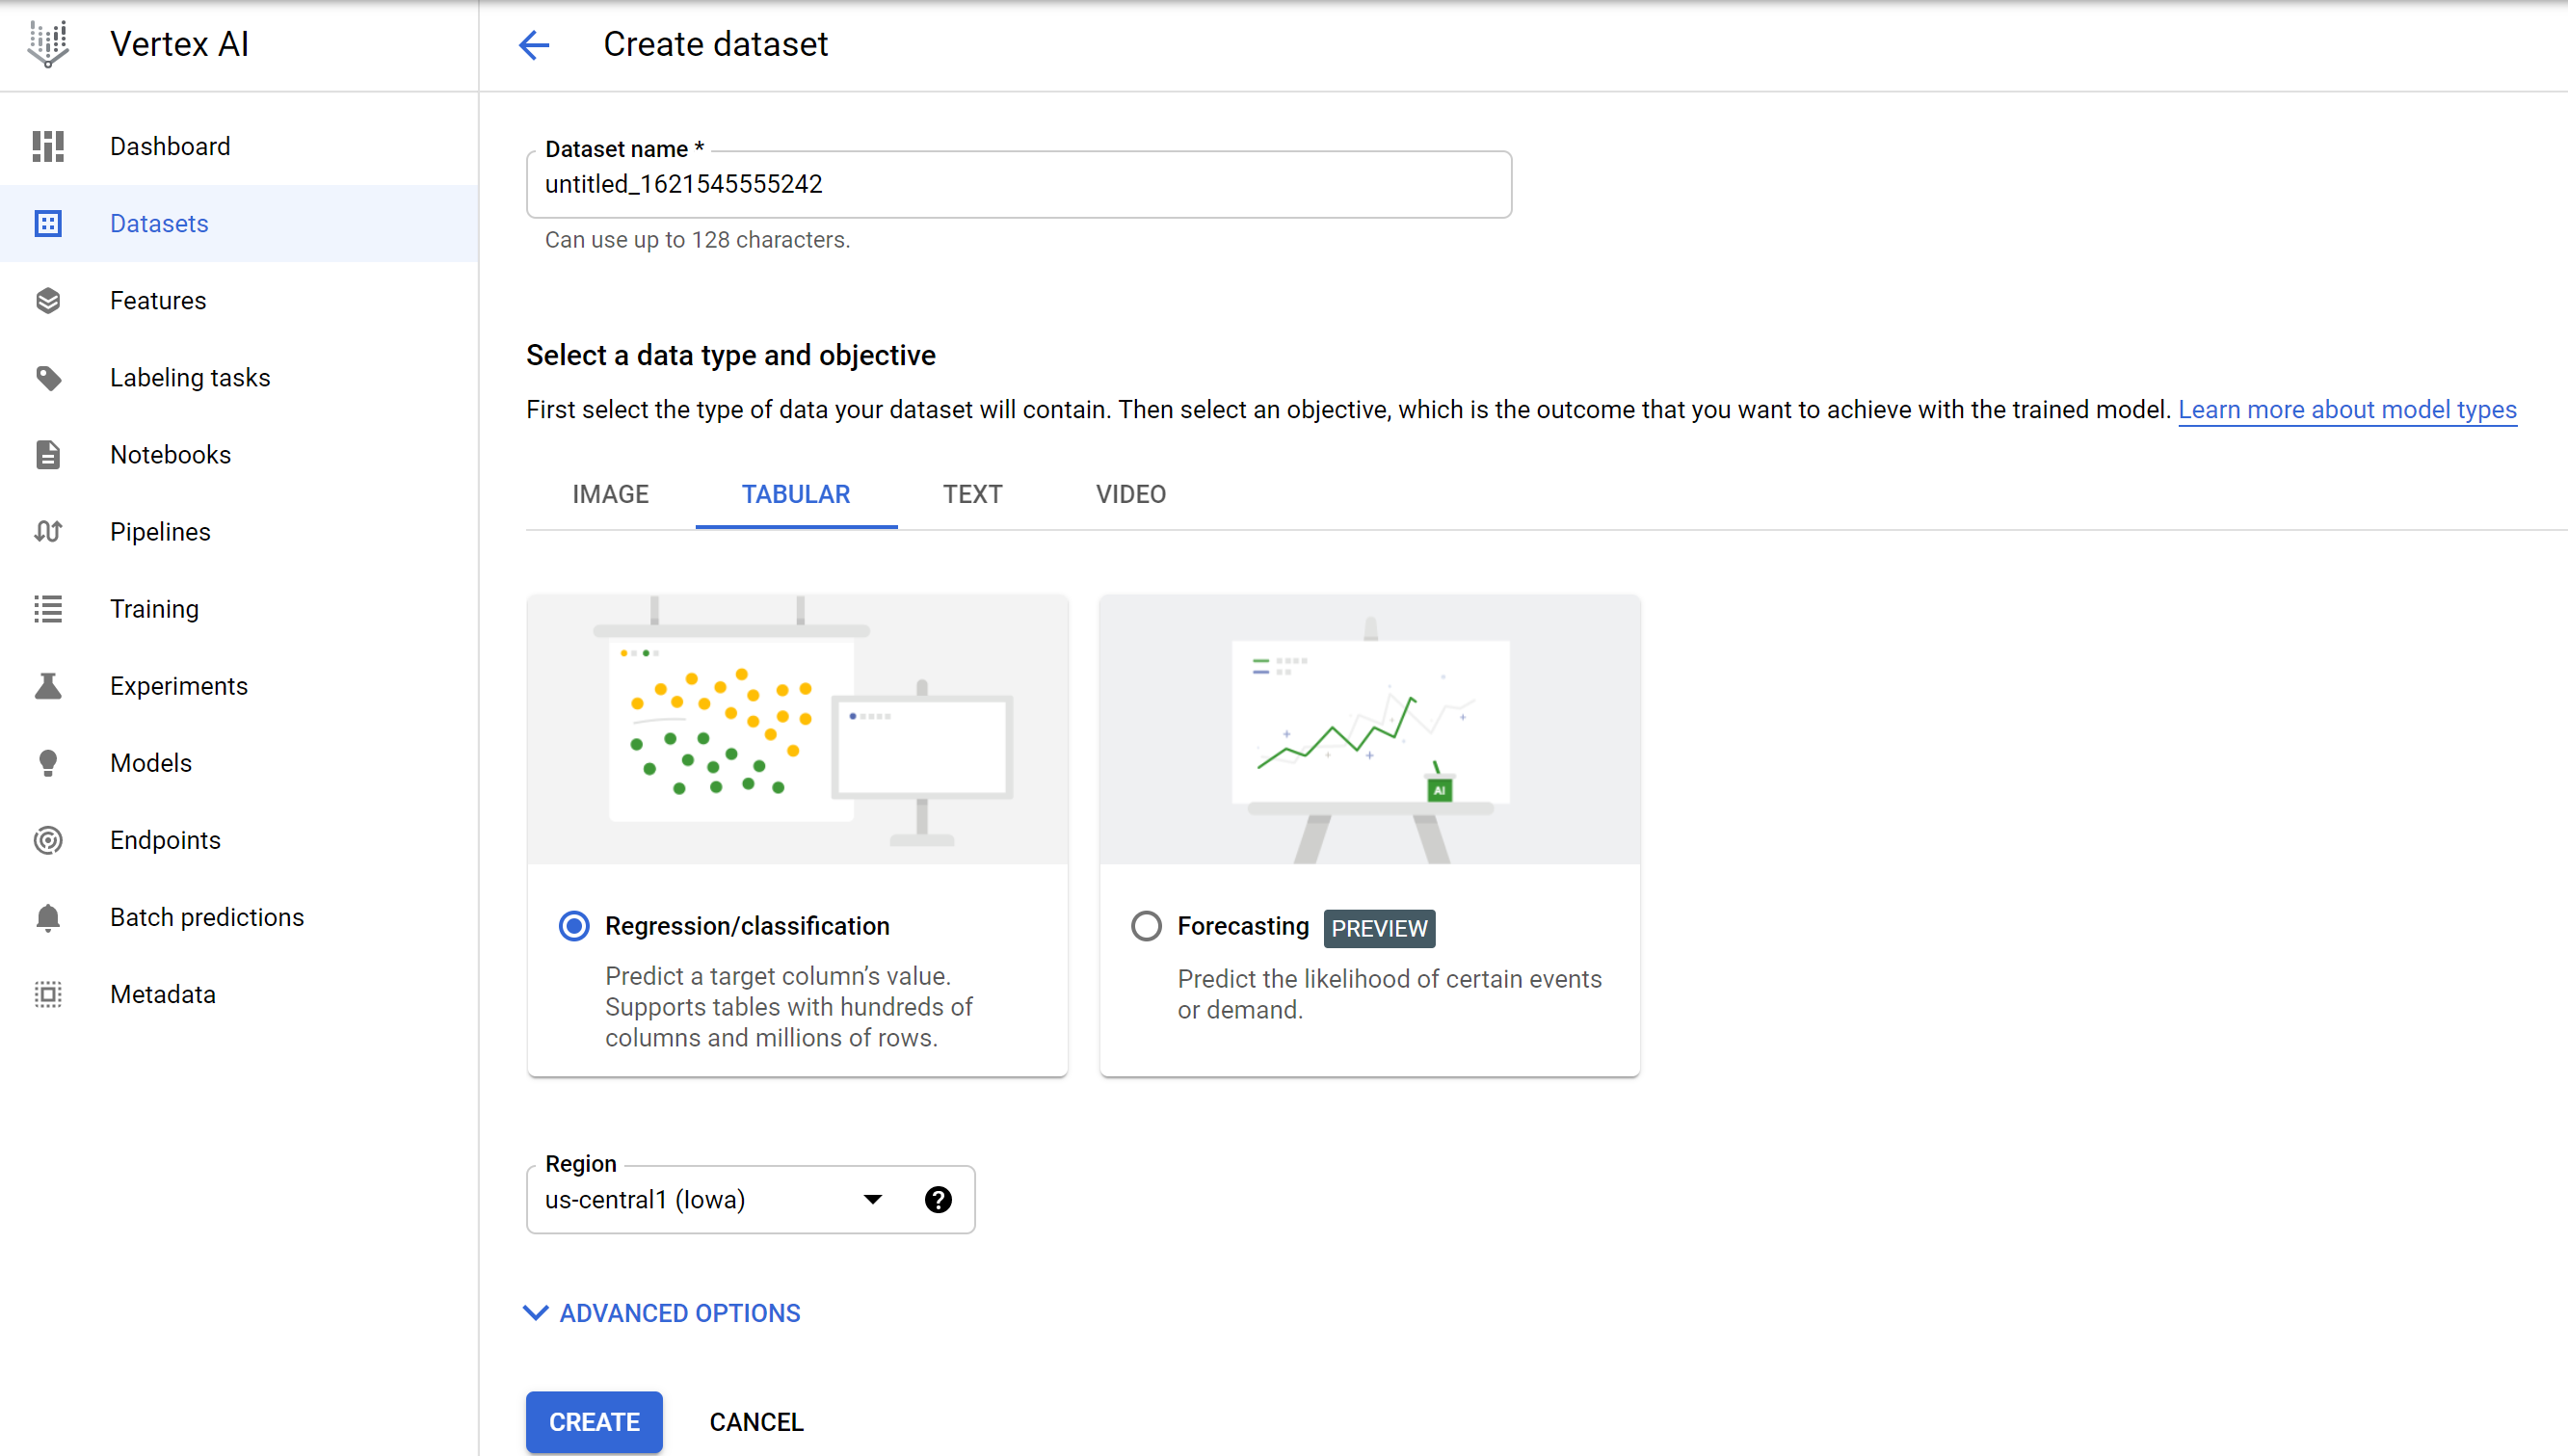 Vertex AI
Create dataset
Dashboard
Datasets
Features
Labeling tasks
Notebooks
Pipelines
Training
Experiments
Models
Endpoints
Batch predictions
Metadata
Dataset name *
untitled_1621545555242
Can use up to 128 characters.
Select a data type and objective
First select the type of data your dataset will contain. Then select an objective, which is the outcome that you want to achieve with the trained model. Learn more about model types
IMAGE TABULAR TEXT VIDEO
AI
Regression/classification
Predict a target column’s value.
Supports tables with hundreds of
columns and millions of rows.
Forecasting PREVIEW
Predict the likelihood of certain events
or demand.
Region
us-central1 (Iowa)
?
ADVANCED OPTIONS
CREATE CANCEL